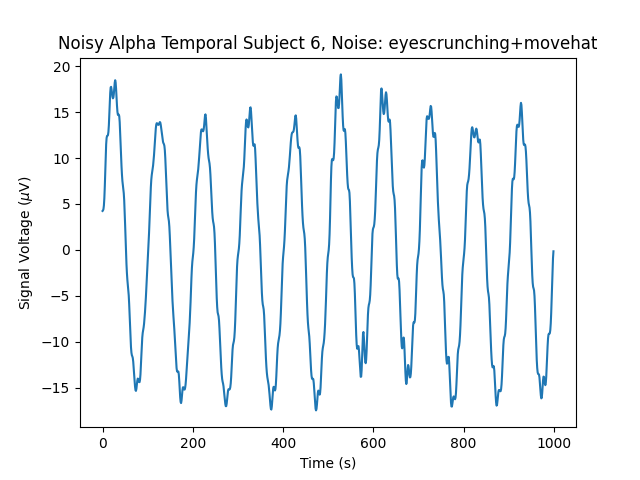 Noisy Alpha Temporal Subject 6, Noise: eyescrunching+movehat
Signal Voltage (μV)
20
15
10
5
0
−5
−10
−15
0 200 400 600 800 1000
Time (s)